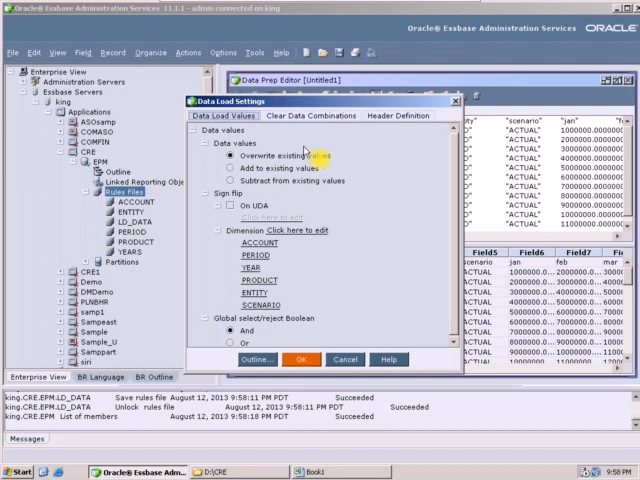 Oracle® Essbase Administration Services 11.1.1 - admin connected on king
Oracle® Essbase Administration Services ORACLE
File Edit View Field Record Organize Actions Options Tools Help
Enterprise View
Administration Servers
Essbase Servers
king
Applications
ASOsamp
COMASO
COMFIN
CRE
EPM
Outline
Linked Reporting Obje
Rules Files
ACCOUNT
ENTITY
LD_DATA
PERIOD
PRODUCT
YEARS
Partitions
CRE1
Demo
DMDemo
PLNBHR
samp1
Sampeast
Sample
Sample_U
Samppart
siri
Enterprise View BR Language BR Outline
Data Prep Editor [Untitled1]
"scenario" "jan"
"ACTUAL" 1000000.0000000
"ACTUAL" 2000000.000000
"ACTUAL" 3000000.000000
"ACTUAL" 4000000.000000
"ACTUAL" 5000000.000000
"ACTUAL" 6000000.000000
"ACTUAL" 7000000.000000
"ACTUAL" 8000000.000000
"ACTUAL" 9000000.000000
"ACTUAL" 10000000.00000
"ACTUAL" 11000000.00000
Field5 Field6 Field7
scenario jan feb mar
ACTUAL 1000000.0... 2000000.0...
ACTUAL 2000000.0... 3000000.0...
ACTUAL 3000000.0... 4000000.0...
ACTUAL 4000000.0... 5000000.0...
ACTUAL 5000000.0... 6000000.0...
ACTUAL 6000000.0... 7000000.0...
ACTUAL 7000000.0... 8000000.0...
ACTUAL 8000000.0... 9000000.0...
ACTUAL 9000000.0... 10000000....
ACTUAL 10000000.... 11000000....
Data Load Settings
Data Load Values Clear Data Combinations Header Definition
Data values
Data values
Overwrite existing values
Add to existing values
Subtract from existing values
Sign flip
On UDA
Click here to edit
Dimension Click here to edit
ACCOUNT
PERIOD
YEAR
PRODUCT
ENTITY
SCENARIO
Global select/reject Boolean
And
Or
Outline... OK Cancel Help
king.CRE.EPM.LD_DATA Save rules file August 12, 2013 9:58:11 PM PDT Succeeded
king.CRE.EPM.LD_DATA Unlock rules file August 12, 2013 9:58:11 PM PDT Succeeded
king.CRE.EPM List of members August 12, 2013 9:58:18 PM PDT Succeeded
Messages
Start Oracle® Essbase Adm... D:\CRE Book1 9:58 PM